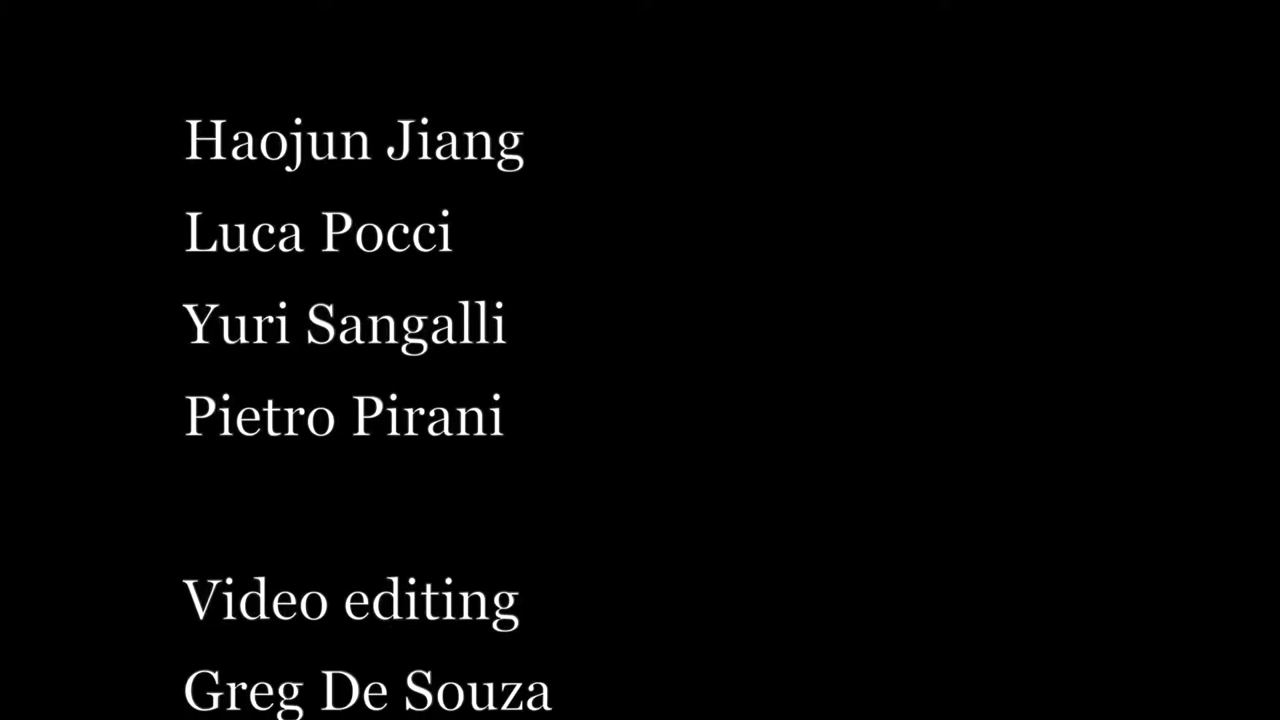 Haojun Jiang
Luca Pocci
Yuri Sangalli
Pietro Pirani
Video editing
Greg De Souza